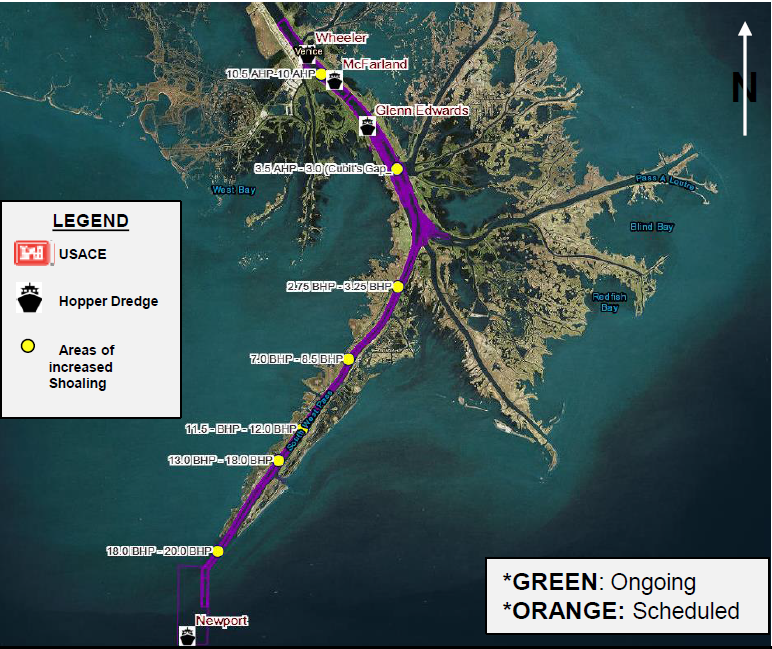 Wheeler
Venice
10.5 AHP-10 AHP
McFarland
Glenn Edwards
N
3.5 AHP - 3.0 (Cubit's Gap
West Bay
Pass A Loutre
Blind Bay
LEGEND
USACE
Hopper Dredge
Areas of
increased
Shoaling
2.75 BHP - 3.25 BHP
Redfish
Bay
7.0 BHP - 8.5 BHP
South West Pass
11.5 - BHP - 12.0 BHP
13.0 BHP - 18.0 BHP
18.0 BHP - 20.0 BHP
*GREEN: Ongoing
*ORANGE: Scheduled
Newport